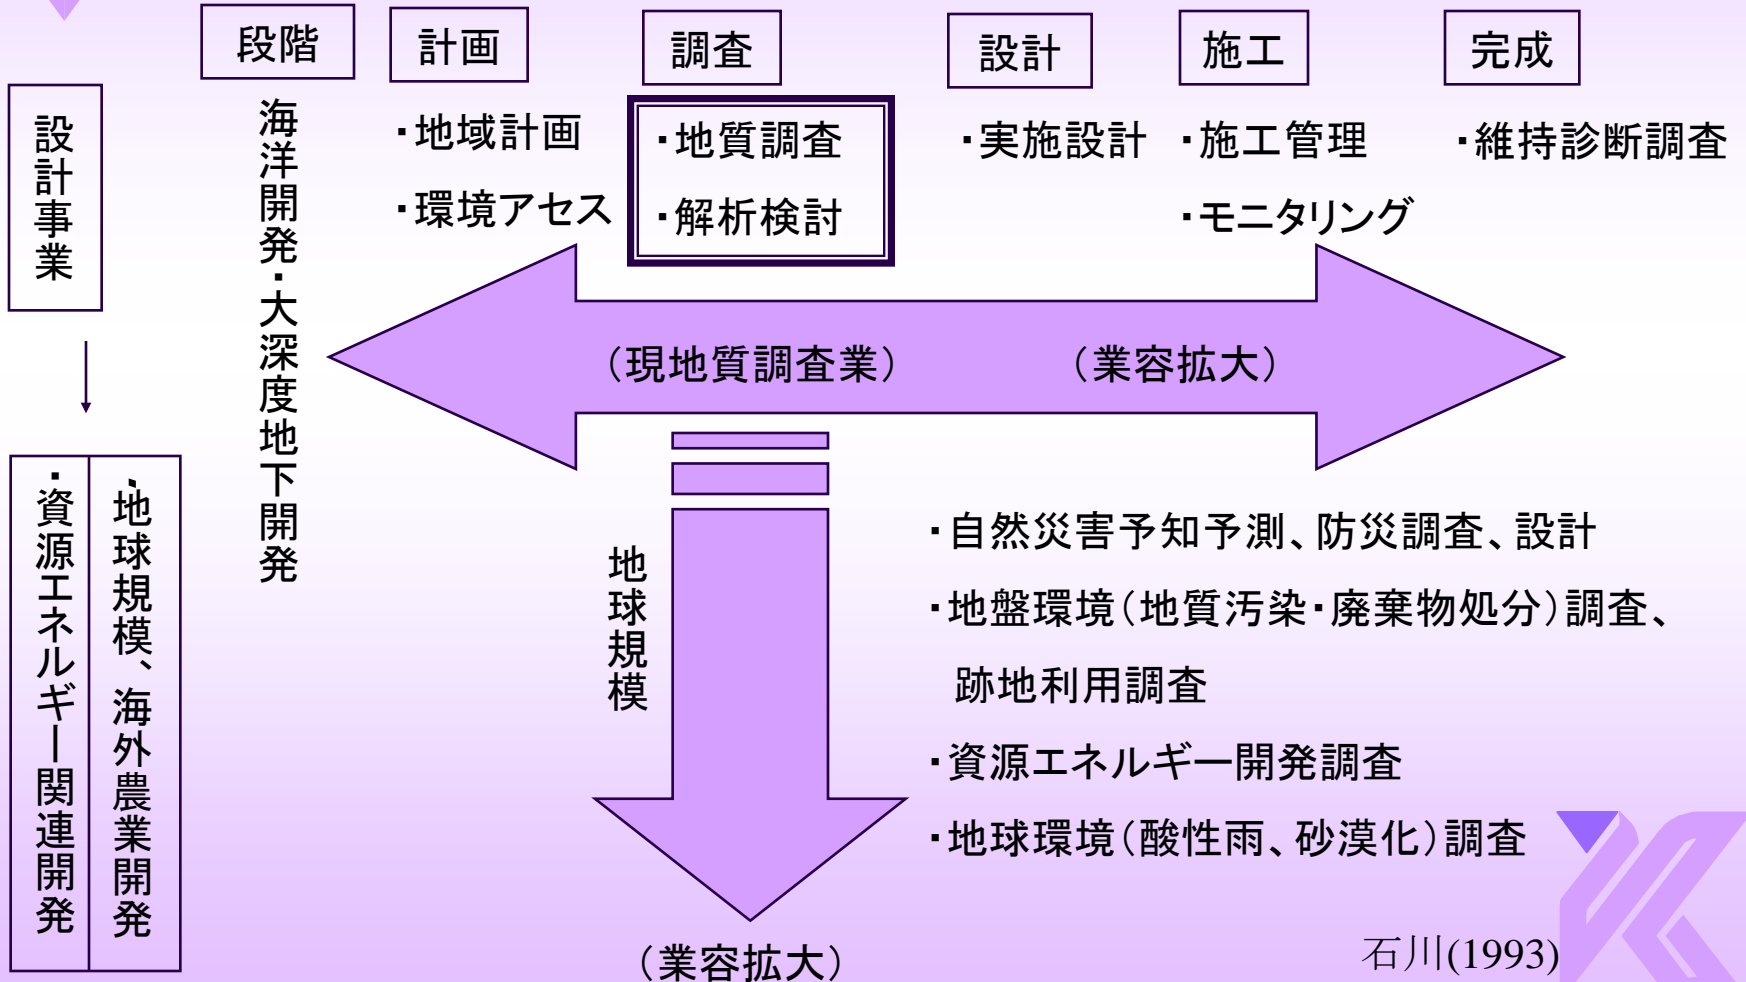 段階
計画
調査
設計
施工
完成
設計事業
海洋開発・大深度地下開発
・地域計画
・環境アセス
・地質調査
・解析検討
・実施設計
・施工管理
・モニタリング
・維持診断調査
（現地質調査業）
（業容拡大）
・地球規模、海外農業開発
・資源エネルギー関連開発
地球規模
・自然災害予知予測、防災調査、設計
・地盤環境（地質汚染・廃棄物処分）調査、
跡地利用調査
・資源エネルギー開発調査
・地球環境（酸性雨、砂漠化）調査
（業容拡大）
石川(1993)